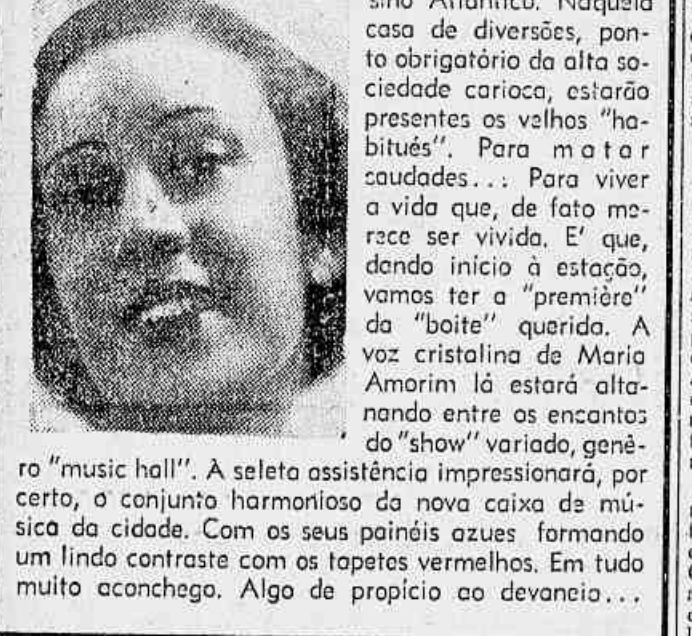 sino Atlântico. Naquela
casa de diversões, pon-
to obrigatório da alta so-
ciedade carioca, estarão
presentes os velhos "ha-
bitués". Para matar
saudades... Para viver
a vida que, de fato me-
rece ser vivida. E' que,
dando início à estação,
vamos ter a "première"
da "boite" querida. A
voz cristalina de Maria
Amorim lá estará alta-
nando entre os encantos
do "show" variado, genê-
ro "music hall". A seleta assistência impressionará, por
certo, o conjunto harmonioso da nova caixa de mú-
sica da cidade. Com os seus painéis azues formando
um lindo contraste com os tapetes vermelhos. Em tudo
muito aconchego. Algo de propício ao devaneio...